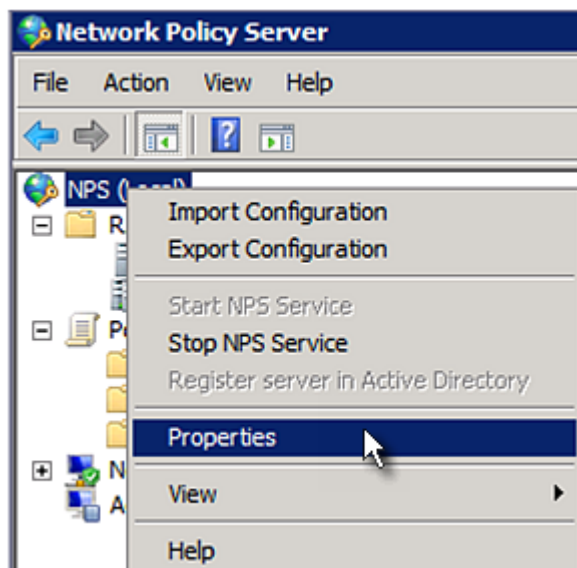 Network Policy Server
File Action View Help
NPS (Local)
Import Configuration
Export Configuration
Start NPS Service
Stop NPS Service
Register server in Active Directory
Properties
View
Help
R
P
N
A